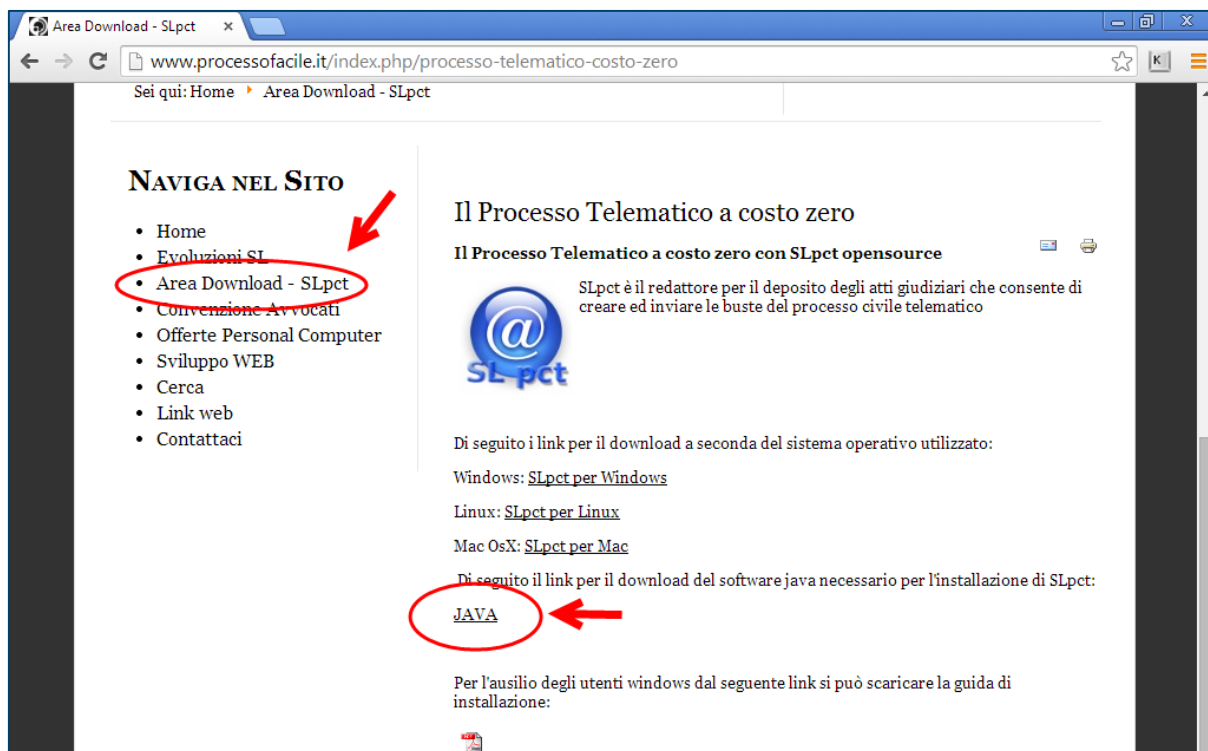 Area Download - SLpct
www.processofacile.it/index.php/processo-telematico-costo-zero
Sei qui: Home Area Download - SLpct
NAVIGA NEL SITO
• Home
• Evoluzioni SL
• Area Download - SLpct
• Convenzione Avvocati
• Offerte Personal Computer
• Sviluppo WEB
• Cerca
• Link web
• Contattaci
Il Processo Telematico a costo zero
Il Processo Telematico a costo zero con SLpct opensource
SLpct è il redattore per il deposito degli atti giudiziari che consente di
creare ed inviare le buste del processo civile telematico
@
SL pct
Di seguito i link per il download a seconda del sistema operativo utilizzato:
Windows: SLpct per Windows
Linux: SLpct per Linux
Mac OsX: SLpct per Mac
Di seguito il link per il download del software java necessario per l'installazione di SLpct:
JAVA
Per l'ausilio degli utenti windows dal seguente link si può scaricare la guida di
installazione: